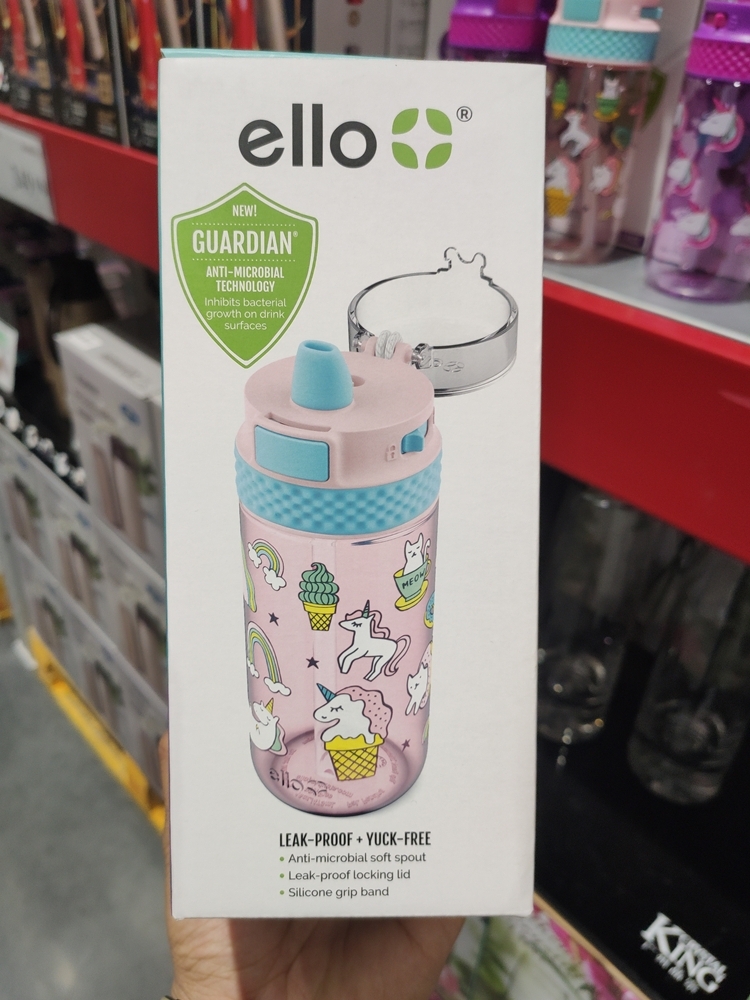 ello®
NEW!
GUARDIAN®
ANTI-MICROBIAL
TECHNOLOGY
Inhibits bacterial
growth on drink
surfaces
MEOW
ello
LEAK-PROOF + YUCK-FREE
• Anti-microbial soft spout
• Leak-proof locking lid
• Silicone grip band
KING